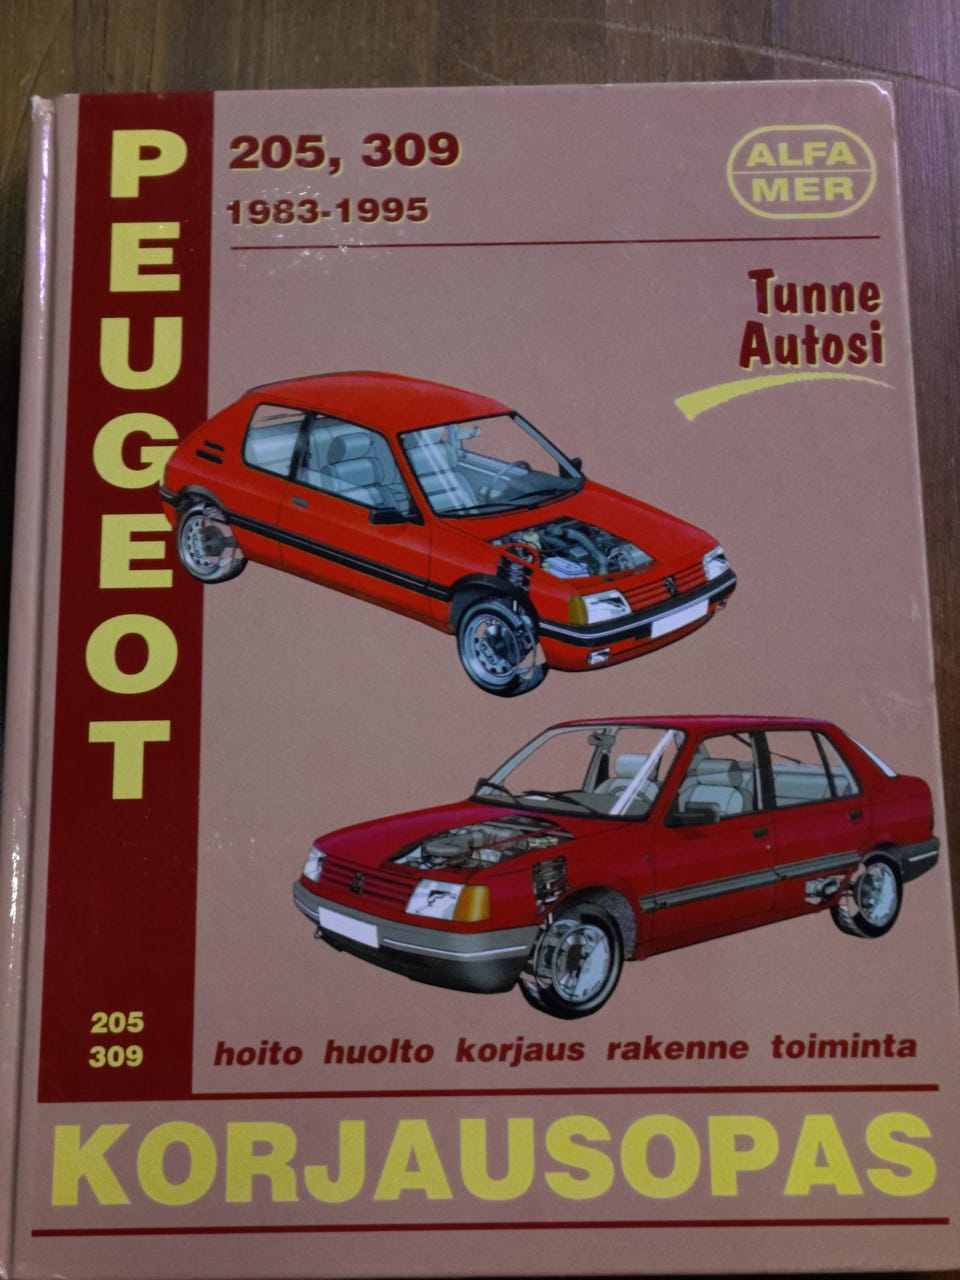 PEUGEOT
205, 309
1983-1995
ALFA
MER
Tunne
Autosi
205
309
hoito huolto korjaus rakenne toiminta
KORJAUSOPAS